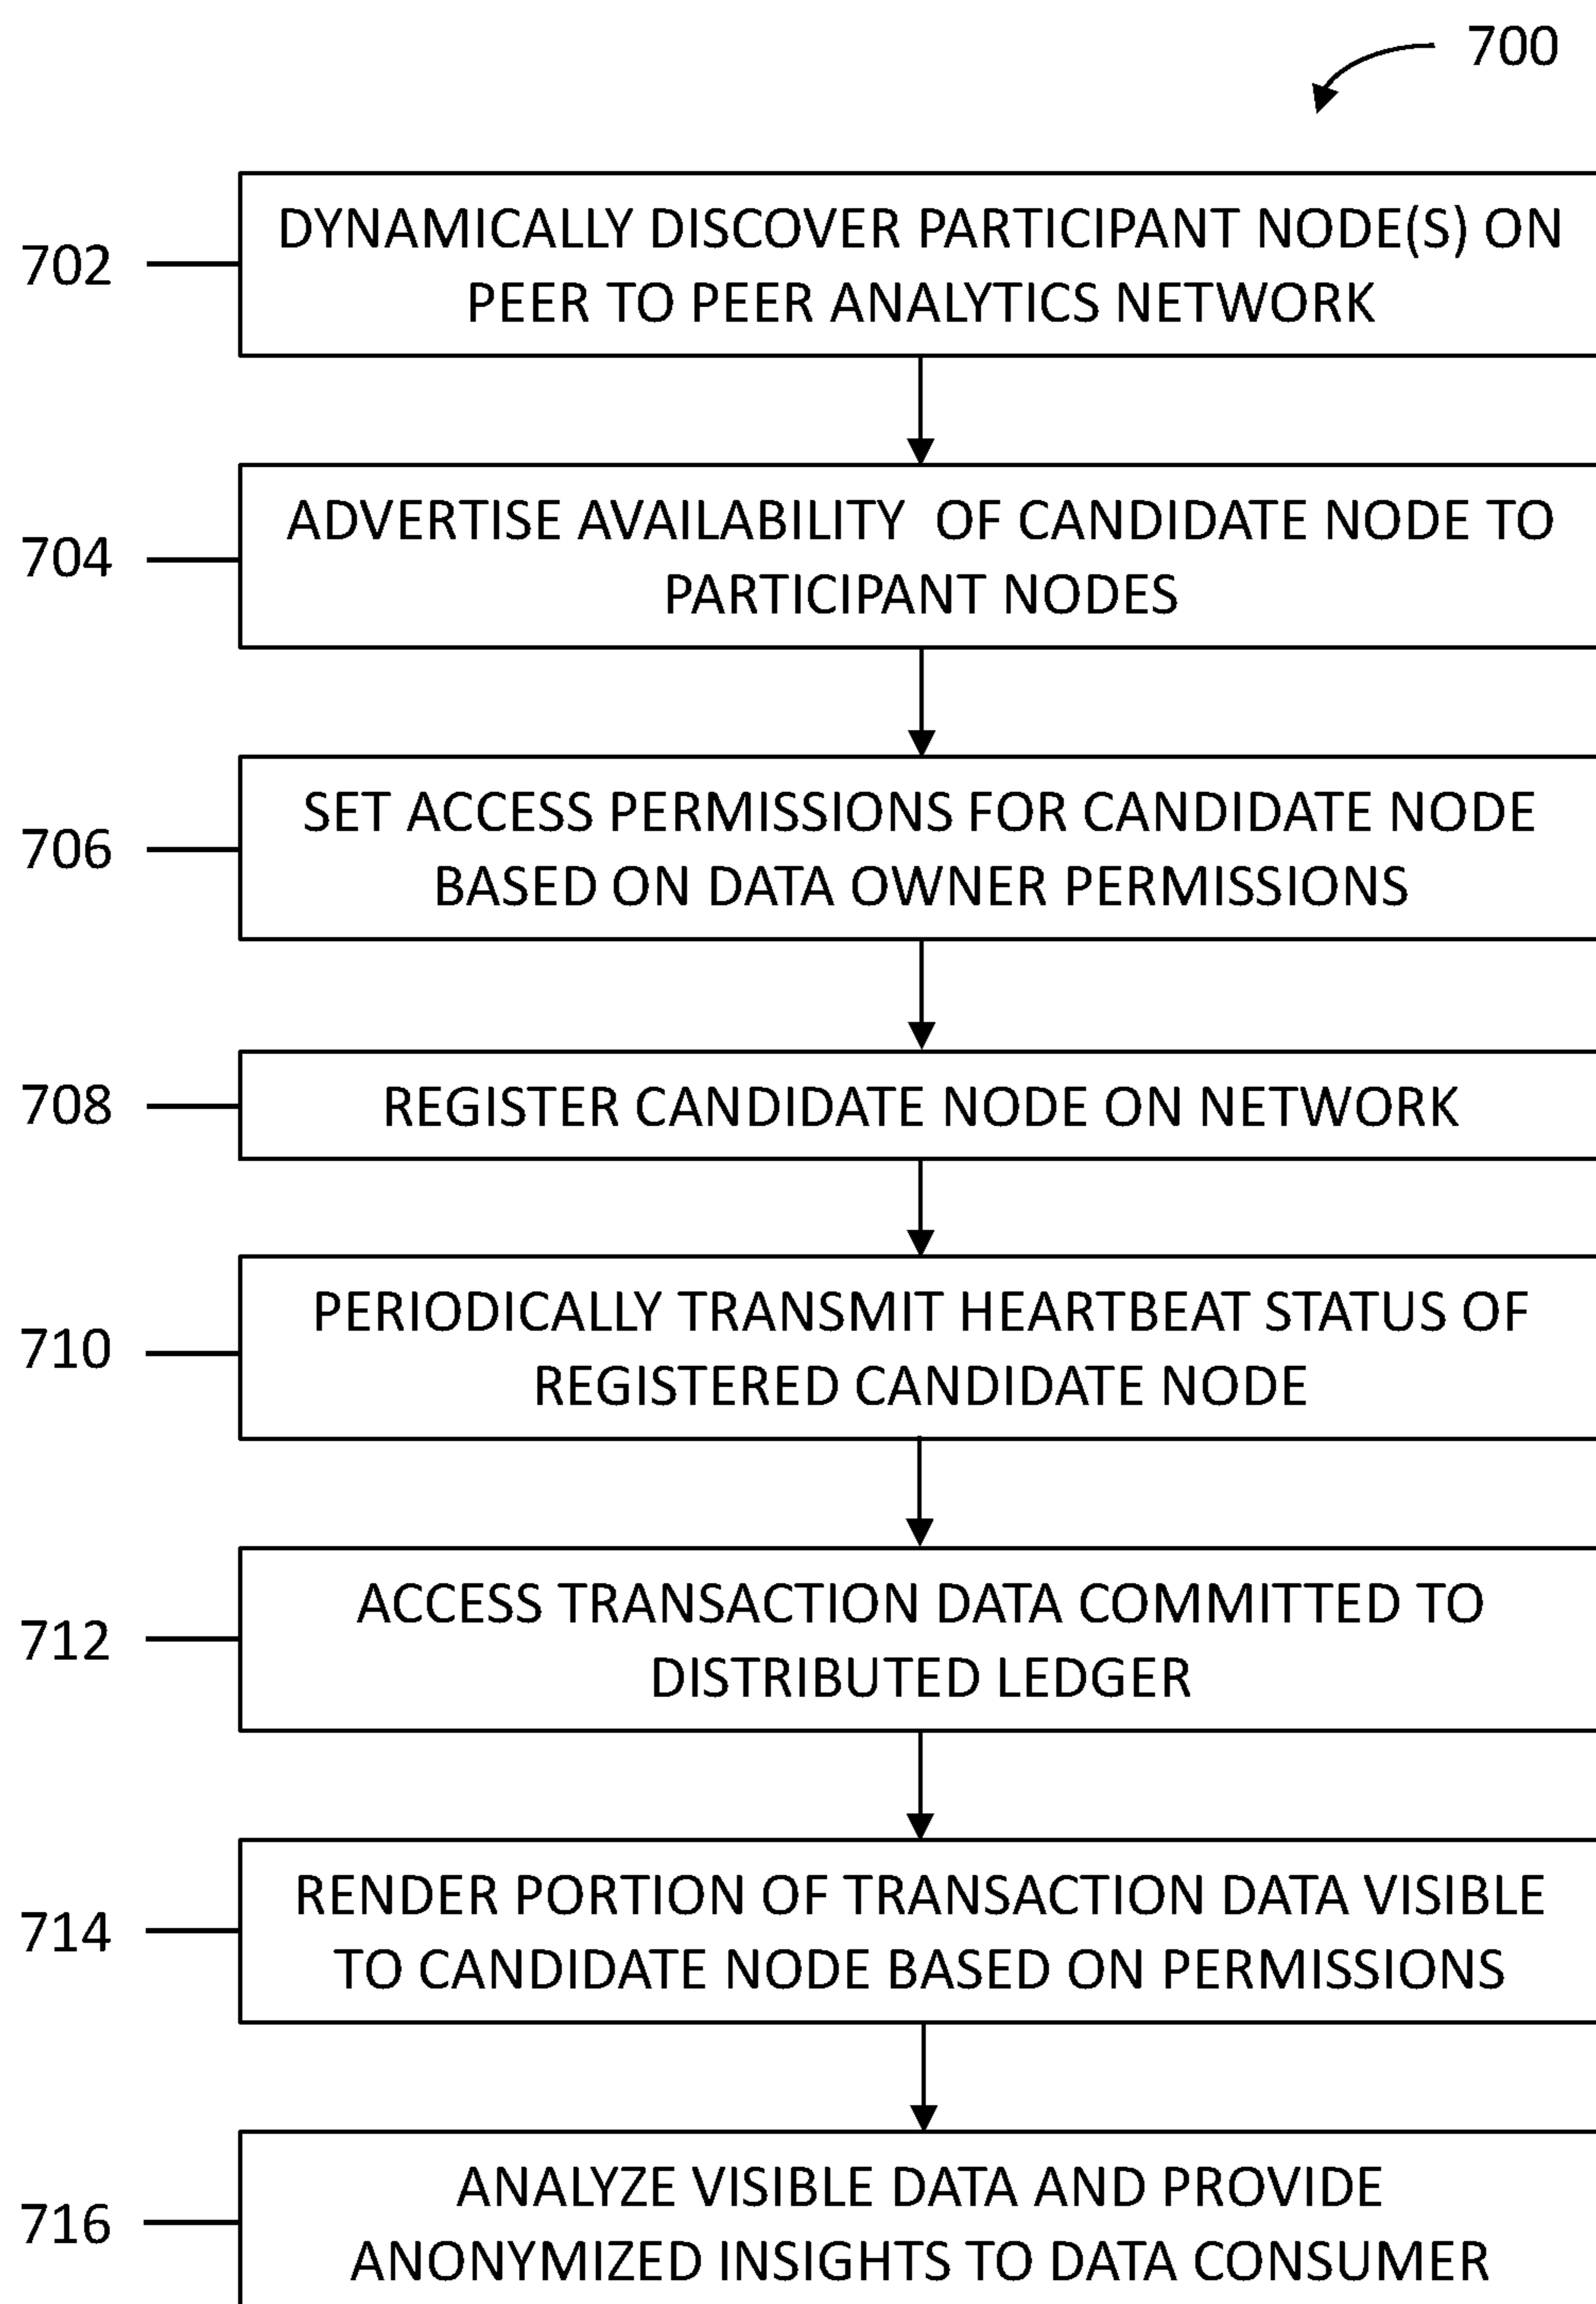 700
702
DYNAMICALLY DISCOVER PARTICIPANT NODE(S) ON
PEER TO PEER ANALYTICS NETWORK
704
ADVERTISE AVAILABILITY OF CANDIDATE NODE TO
PARTICIPANT NODES
706
SET ACCESS PERMISSIONS FOR CANDIDATE NODE
BASED ON DATA OWNER PERMISSIONS
708
REGISTER CANDIDATE NODE ON NETWORK
710
PERIODICALLY TRANSMIT HEARTBEAT STATUS OF
REGISTERED CANDIDATE NODE
712
ACCESS TRANSACTION DATA COMMITTED TO
DISTRIBUTED LEDGER
714
RENDER PORTION OF TRANSACTION DATA VISIBLE
TO CANDIDATE NODE BASED ON PERMISSIONS
716
ANALYZE VISIBLE DATA AND PROVIDE
ANONYMIZED INSIGHTS TO DATA CONSUMER